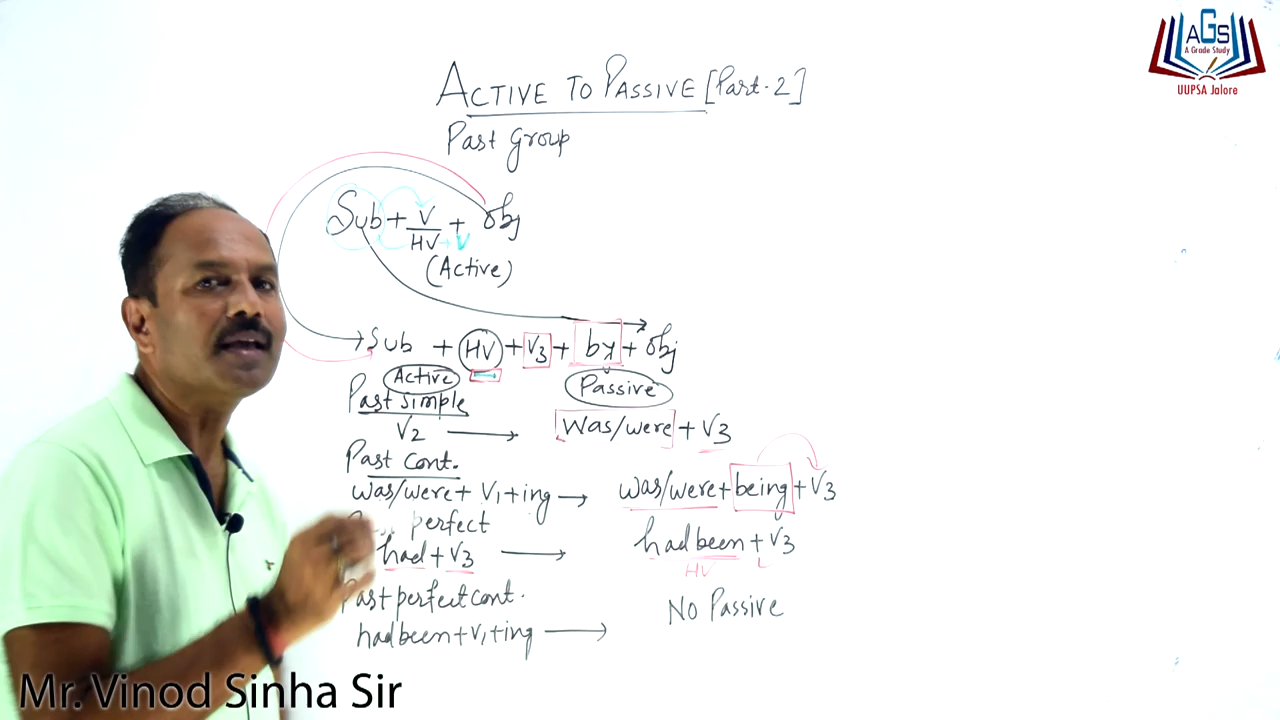 AGS
A Grade Study
UUPSA Jalore
ACTIVE TO PASSIVE [Part-2]
Past Group
Sub + V/HV + V + Obj
(Active)
Sub + HV + V3 + by + Obj
Active Passive
Past simple
V2 → Was/were + V3
Past Cont.
was/were + V1 + ing → was/were + being + V3
Past perfect
had + V3 → had been + V3
HV
Past perfect cont.
had been + V1 + ing → No Passive
Mr. Vinod Sinha Sir